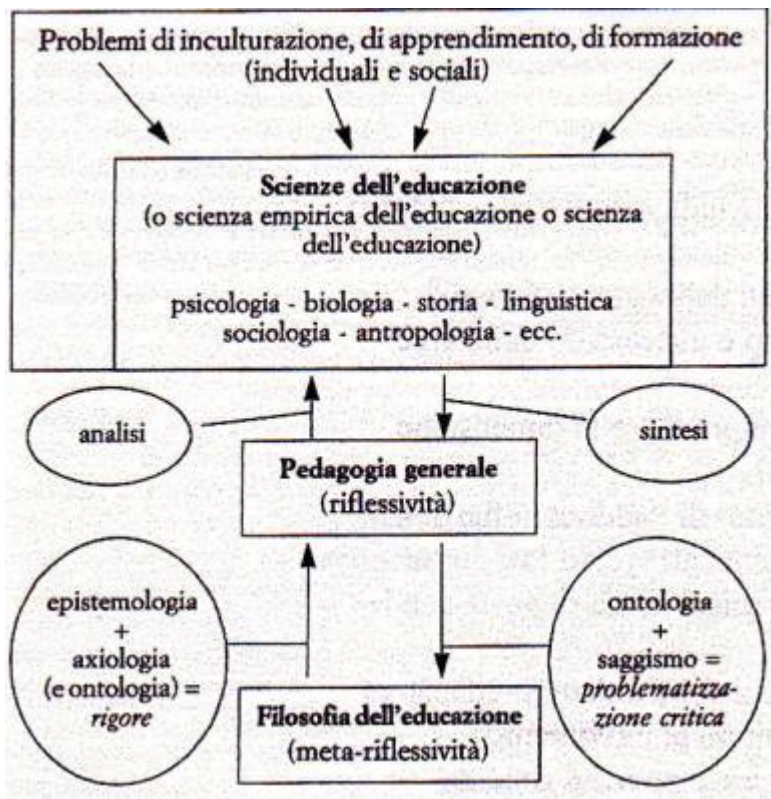 Problemi di inculturazione, di apprendimento, di formazione
(individuali e sociali)
Scienze dell'educazione
(o scienza empirica dell'educazione o scienza
dell'educazione)
psicologia - biologia - storia - linguistica
sociologia - antropologia - ecc.
analisi
sintesi
Pedagogia generale
(riflessività)
epistemologia
+
axiologia
(e ontologia) =
rigore
ontologia
+
saggismo =
problematizza-
zione critica
Filosofia dell'educazione
(meta-riflessività)